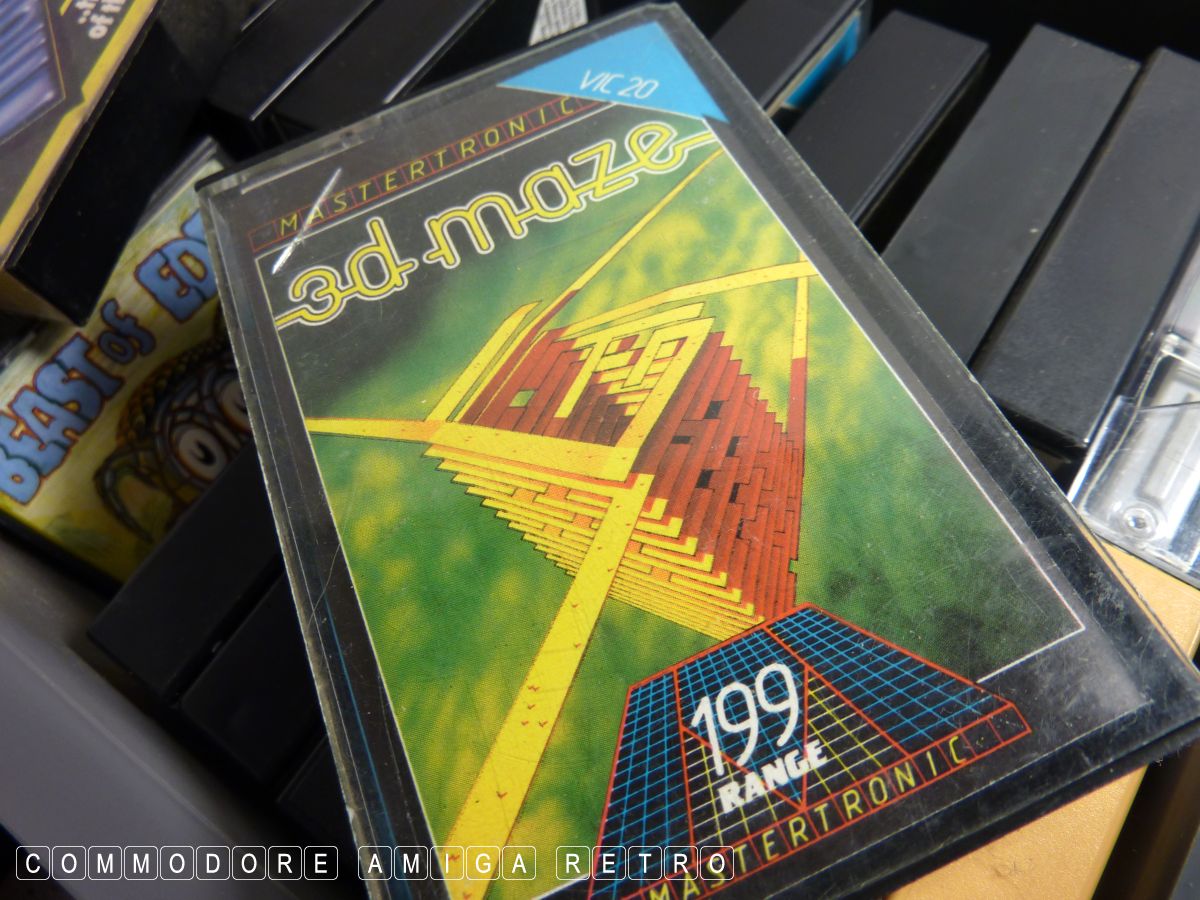 VIC 20
MASTERTRONIC
3d maze
BEAST of
199
RANGE
MASTERTRONIC
COMMODORE AMIGA RETRO